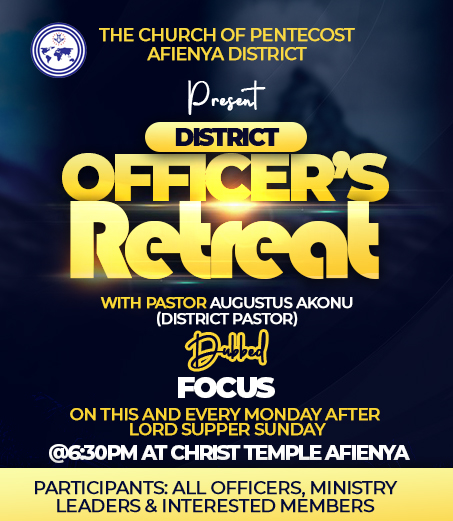 THE CHURCH OF PENTECOST
AFIENYA DISTRICT
Present
DISTRICT
OFFICER'S
Retreat
WITH PASTOR AUGUSTUS AKONU
(DISTRICT PASTOR)
Dubbed
FOCUS
ON THIS AND EVERY MONDAY AFTER
LORD SUPPER SUNDAY
@6:30PM AT CHRIST TEMPLE AFIENYA
PARTICIPANTS: ALL OFFICERS, MINISTRY
LEADERS & INTERESTED MEMBERS